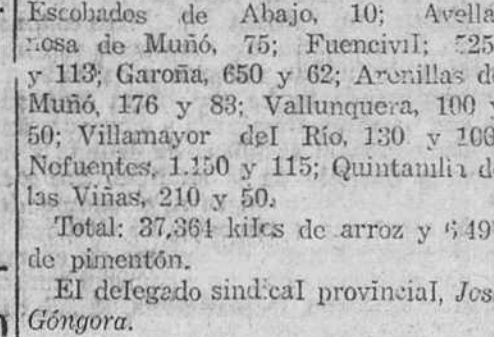 Escobados de Abajo, 10; Avella
nosa de Muñó, 75; Fuencivil; 525
y 113; Garoña, 650 y 62; Arenillas de
Muñó, 176 y 83; Vallunquera, 100 y
50; Villamayor del Río, 130 y 100
Nofuentes, 1.150 y 115; Quintanilla de
las Viñas, 210 y 50.
Total: 37.364 kilos de arroz y
de pimentón.
El delegado sindical provincial, Jos
Góngora.